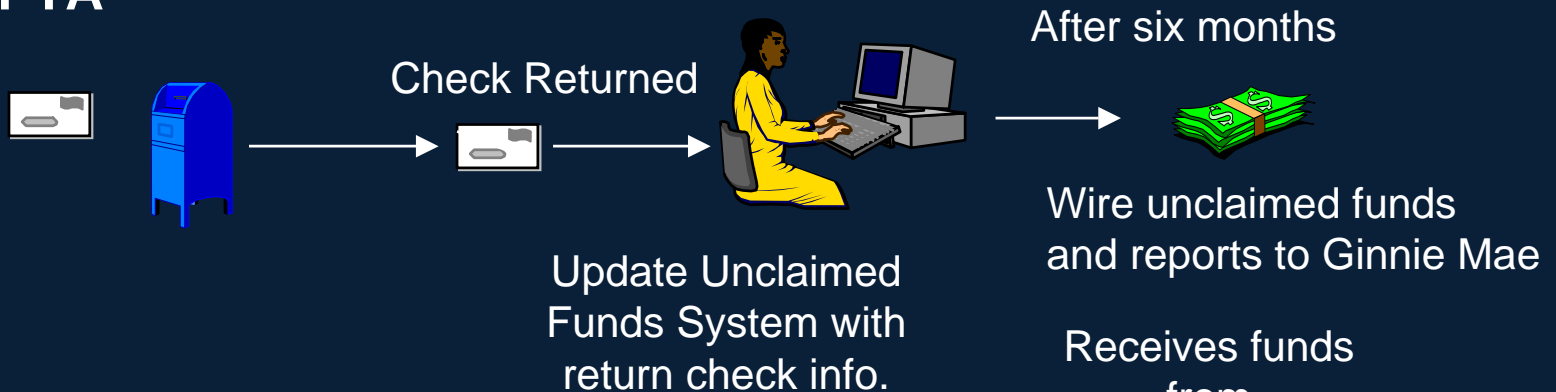 Check Returned
After six months
Update Unclaimed
Funds System with
return check info.
Wire unclaimed funds
and reports to Ginnie Mae
Receives funds
from